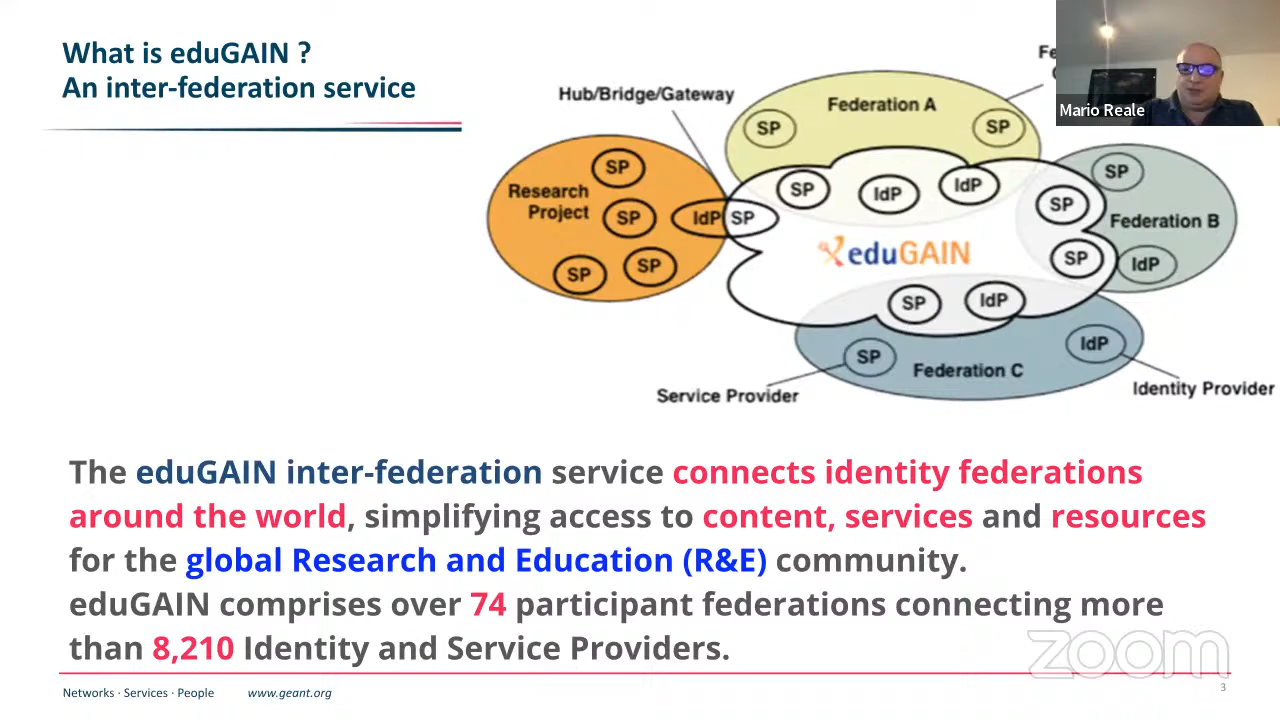 What is eduGAIN ?
An inter-federation service
Hub/Bridge/Gateway
Federation A
SP
SP
Mario Reale
Research
Project
SP
SP
SP
SP
IdP
SP
SP
IdP
IdP
SP
SP
SP
Federation B
IdP
eduGAIN
SP
IdP
SP
IdP
Federation C
Service Provider
Identity Provider
The eduGAIN inter-federation service connects identity federations
around the world, simplifying access to content, services and resources
for the global Research and Education (R&E) community.
eduGAIN comprises over 74 participant federations connecting more
than 8,210 Identity and Service Providers.
zoom
Networks · Services · People www.geant.org
3